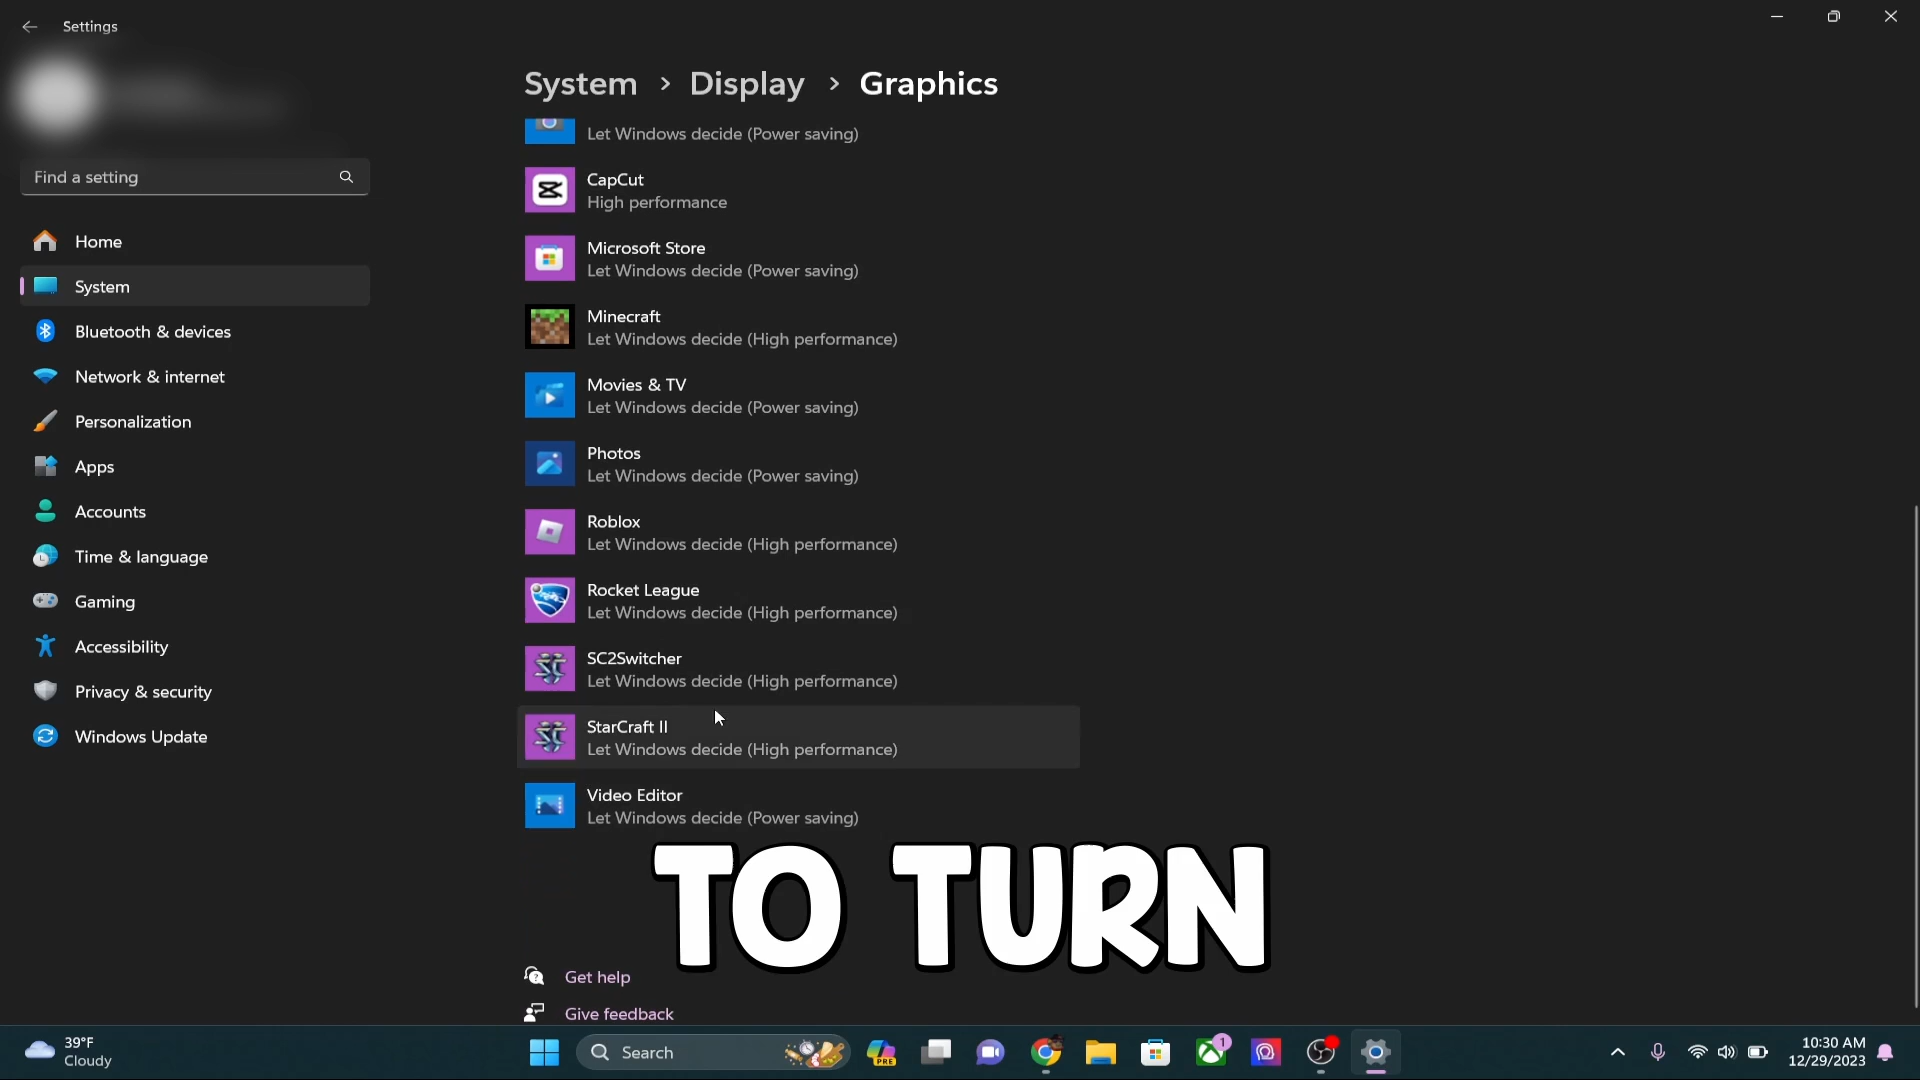 Settings
System > Display > Graphics
Find a setting
Home
System
Bluetooth & devices
Network & internet
Personalization
Apps
Accounts
Time & language
Gaming
Accessibility
Privacy & security
Windows Update
Let Windows decide (Power saving)
CapCut
High performance
Microsoft Store
Let Windows decide (Power saving)
Minecraft
Let Windows decide (High performance)
Movies & TV
Let Windows decide (Power saving)
Photos
Let Windows decide (Power saving)
Roblox
Let Windows decide (High performance)
Rocket League
Let Windows decide (High performance)
SC2Switcher
Let Windows decide (High performance)
StarCraft II
Let Windows decide (High performance)
Video Editor
Let Windows decide (Power saving)
TO TURN
Get help
Give feedback
39°F
Cloudy
Search
PRE
1
10:30 AM
12/29/2023